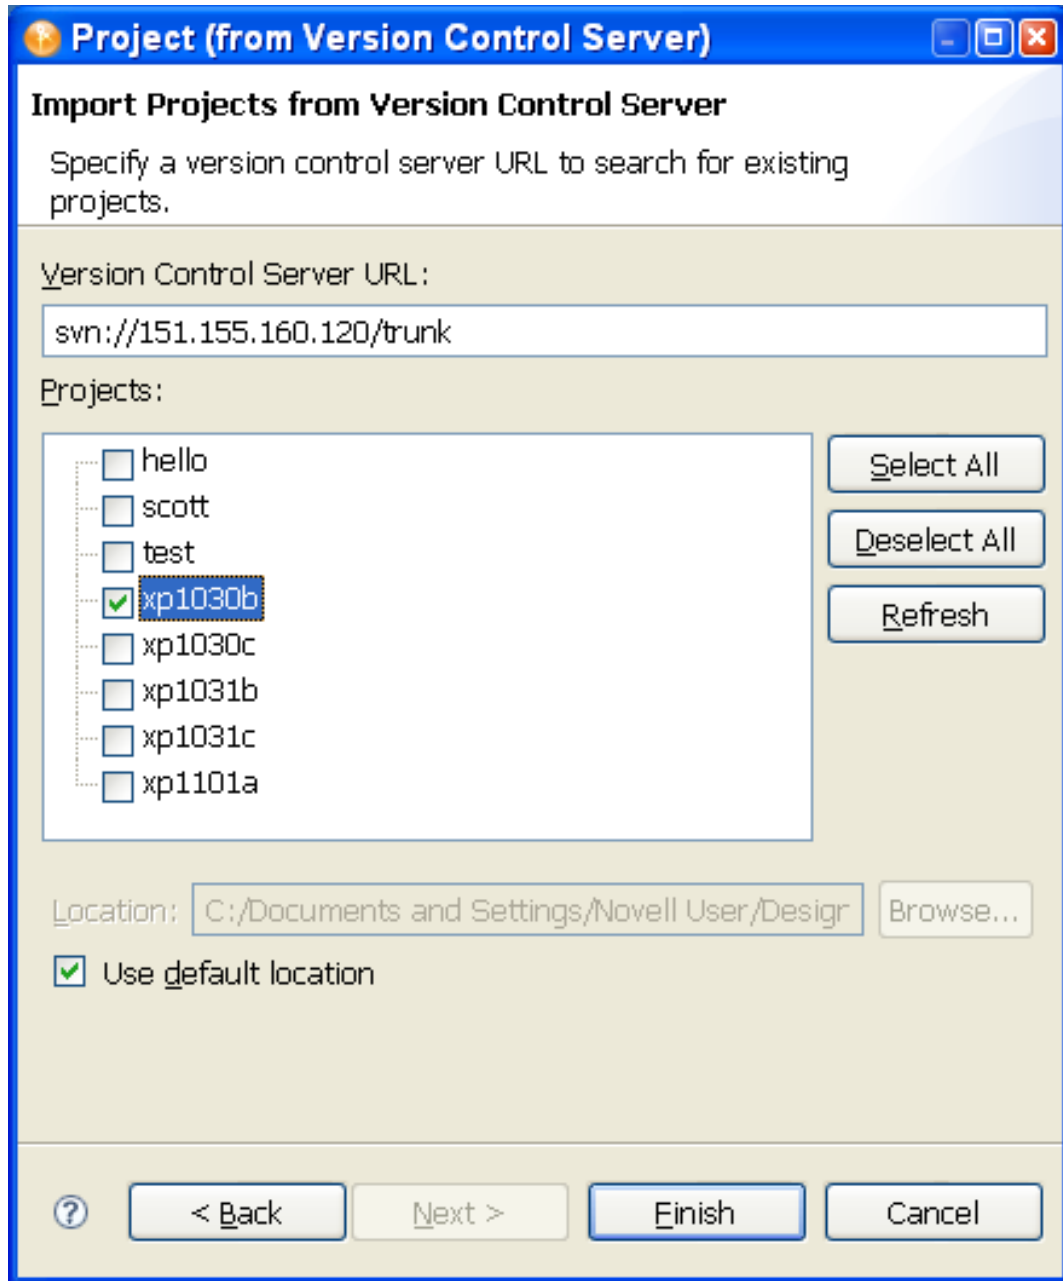 Project (from Version Control Server)
Import Projects from Version Control Server
Specify a version control server URL to search for existing
projects.
Version Control Server URL:
svn://151.155.160.120/trunk
Projects:
hello
scott
test
xp1030b
xp1030c
xp1031b
xp1031c
xp1101a
Select All
Deselect All
Refresh
Location: C:/Documents and Settings/Novell User/Design Browse...
Use default location
? < Back Next > Finish Cancel